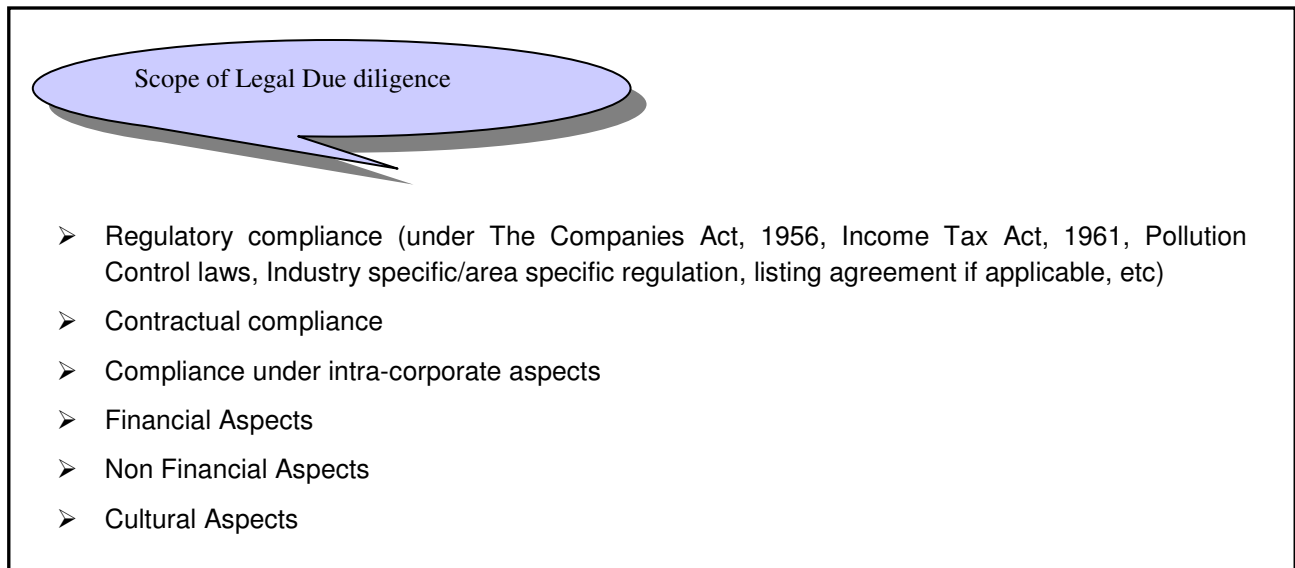 Scope of Legal Due diligence
➢ Regulatory compliance (under The Companies Act, 1956, Income Tax Act, 1961, Pollution
Control laws, Industry specific/area specific regulation, listing agreement if applicable, etc)
➢ Contractual compliance
➢ Compliance under intra-corporate aspects
➢ Financial Aspects
➢ Non Financial Aspects
➢ Cultural Aspects